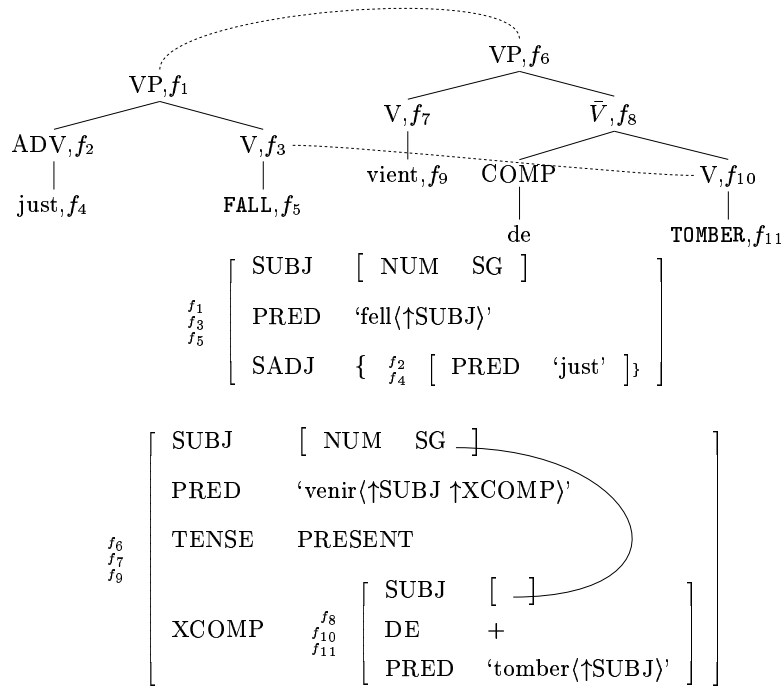 VP,f6
VP,f1
V,f7 V̄,f8
ADV,f2 V,f3
vient,f9 COMP V,f10
just,f4 FALL,f5
de TOMBER,f11
SUBJ [ NUM SG ]
f1
f3
f5
PRED ‘fell⟨↑SUBJ⟩’
SADJ { f2 f4 [ PRED ‘just’ ]}
SUBJ [ NUM SG ]
PRED ‘venir⟨↑SUBJ ↑XCOMP⟩’
f6
f7
f9
TENSE PRESENT
SUBJ [ ]
XCOMP f8 f10 f11 DE +
PRED ‘tomber⟨↑SUBJ⟩’